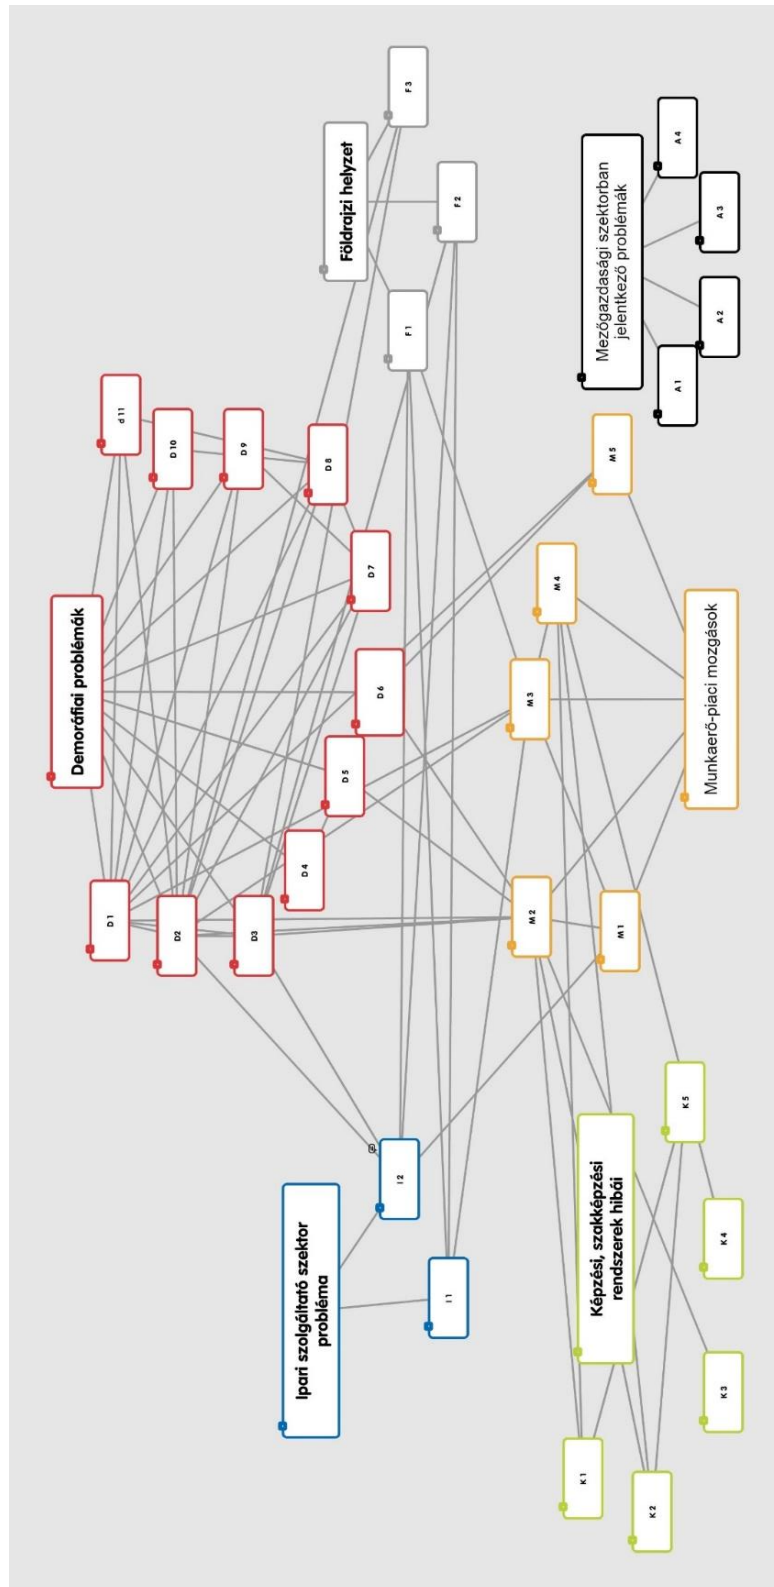 Demoráfiai problémák
D1
D2
D3
D4
D5
D6
D7
D8
D9
D10
d11
Földrajzi helyzet
F1
F2
F3
Ipari szolgáltató szektor
probléma
I1
I2
Munkaerő-piaci mozgások
M1
M2
M3
M4
M5
Képzési, szakképzési
rendszerek hibái
K1
K2
K3
K4
K5
Mezőgazdasági szektorban
jelentkező problémák
A1
A2
A3
A4